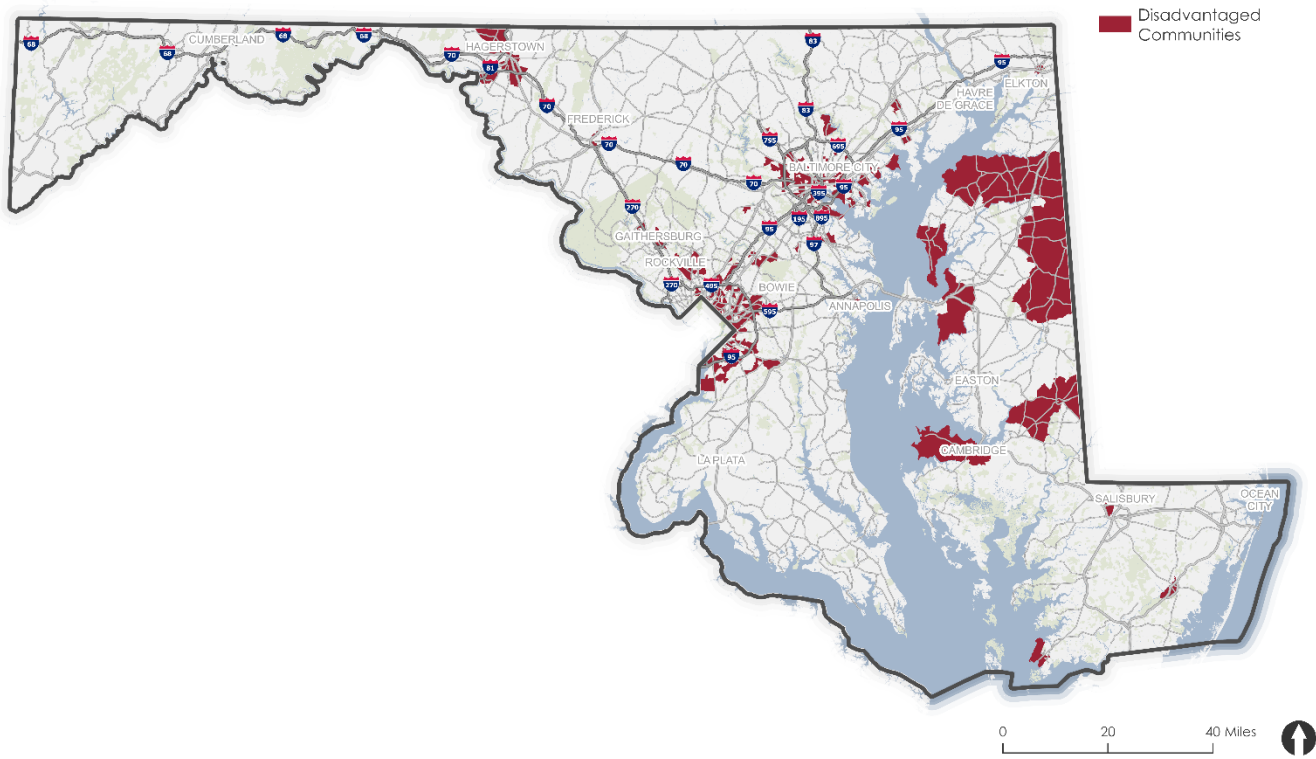 Disadvantaged
Communities
68
CUMBERLAND
68
68
68
70
HAGERSTOWN
81
83
95
ELKTON
HAVRE
DE GRACE
70
FREDERICK
70
83
95
795
695
70
BALTIMORE CITY
70
95
395
270
195
895
95
97
GAITHERSBURG
ROCKVILLE
270
495
BOWIE
595
ANNAPOLIS
95
EASTON
LA PLATA
CAMBRIDGE
SALISBURY
OCEAN
CITY
0 20 40 Miles